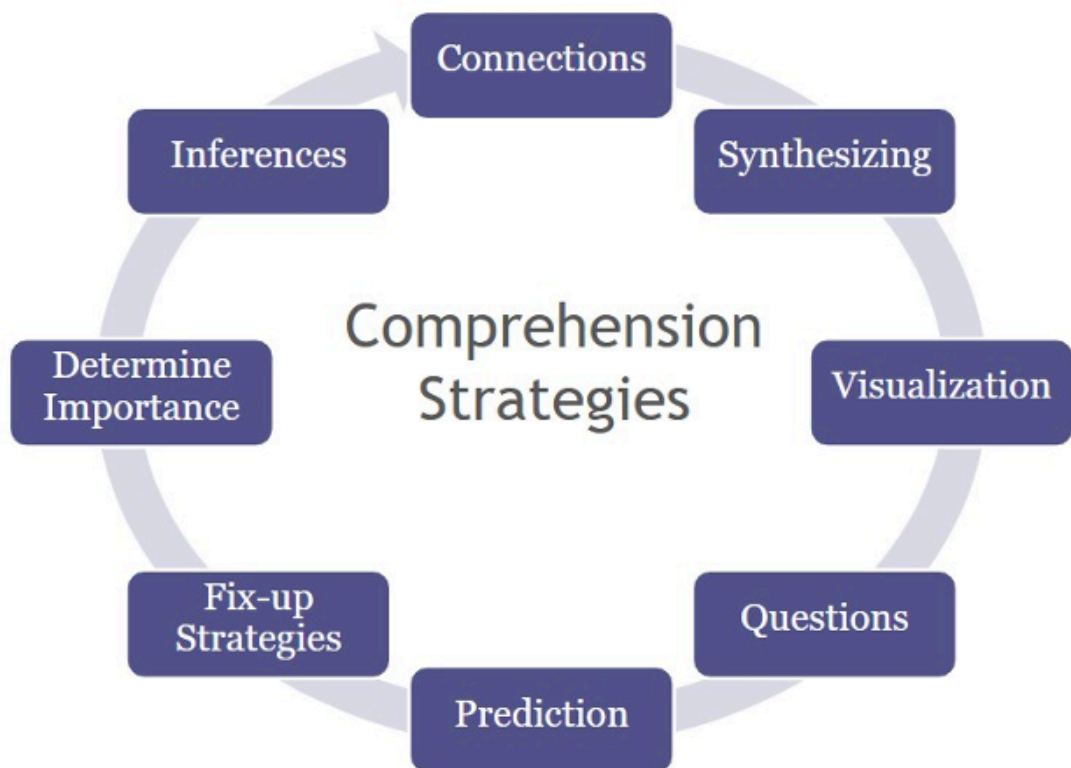 Connections
Synthesizing
Visualization
Questions
Prediction
Fix-up
Strategies
Determine
Importance
Inferences
Comprehension
Strategies